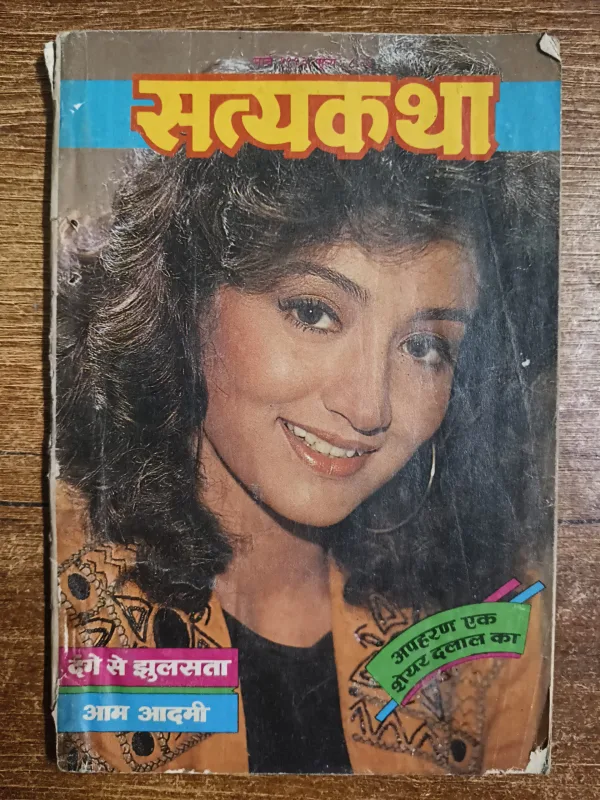 सत्यकथा
दंगे से झुलसता
आम आदमी
अपहरण एक
शेयर दलाल का